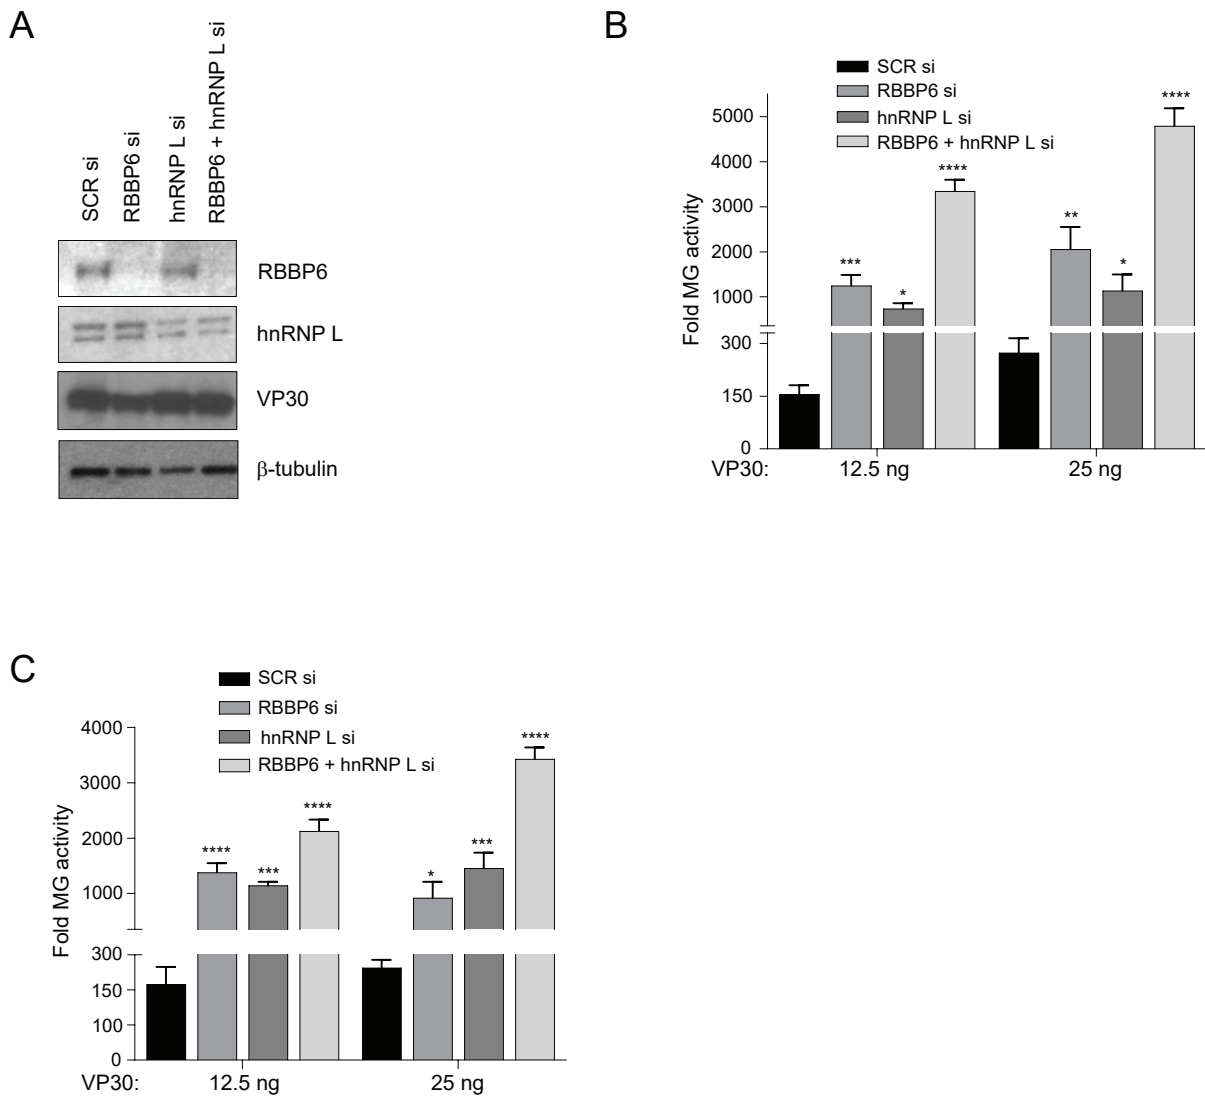 A
SCR si
RBBP6 si
hnRNP L si
RBBP6 + hnRNP L si
RBBP6
hnRNP L
VP30
β-tubulin
B
SCR si
RBBP6 si
hnRNP L si
RBBP6 + hnRNP L si
Fold MG activity
5000
4000
3000
2000
1000
300
150
0
***
*
****
**
*
****
VP30:
12.5 ng
25 ng
C
SCR si
RBBP6 si
hnRNP L si
RBBP6 + hnRNP L si
Fold MG activity
4000
3000
2000
1000
300
150
100
0
****
***
****
*
***
****
VP30:
12.5 ng
25 ng